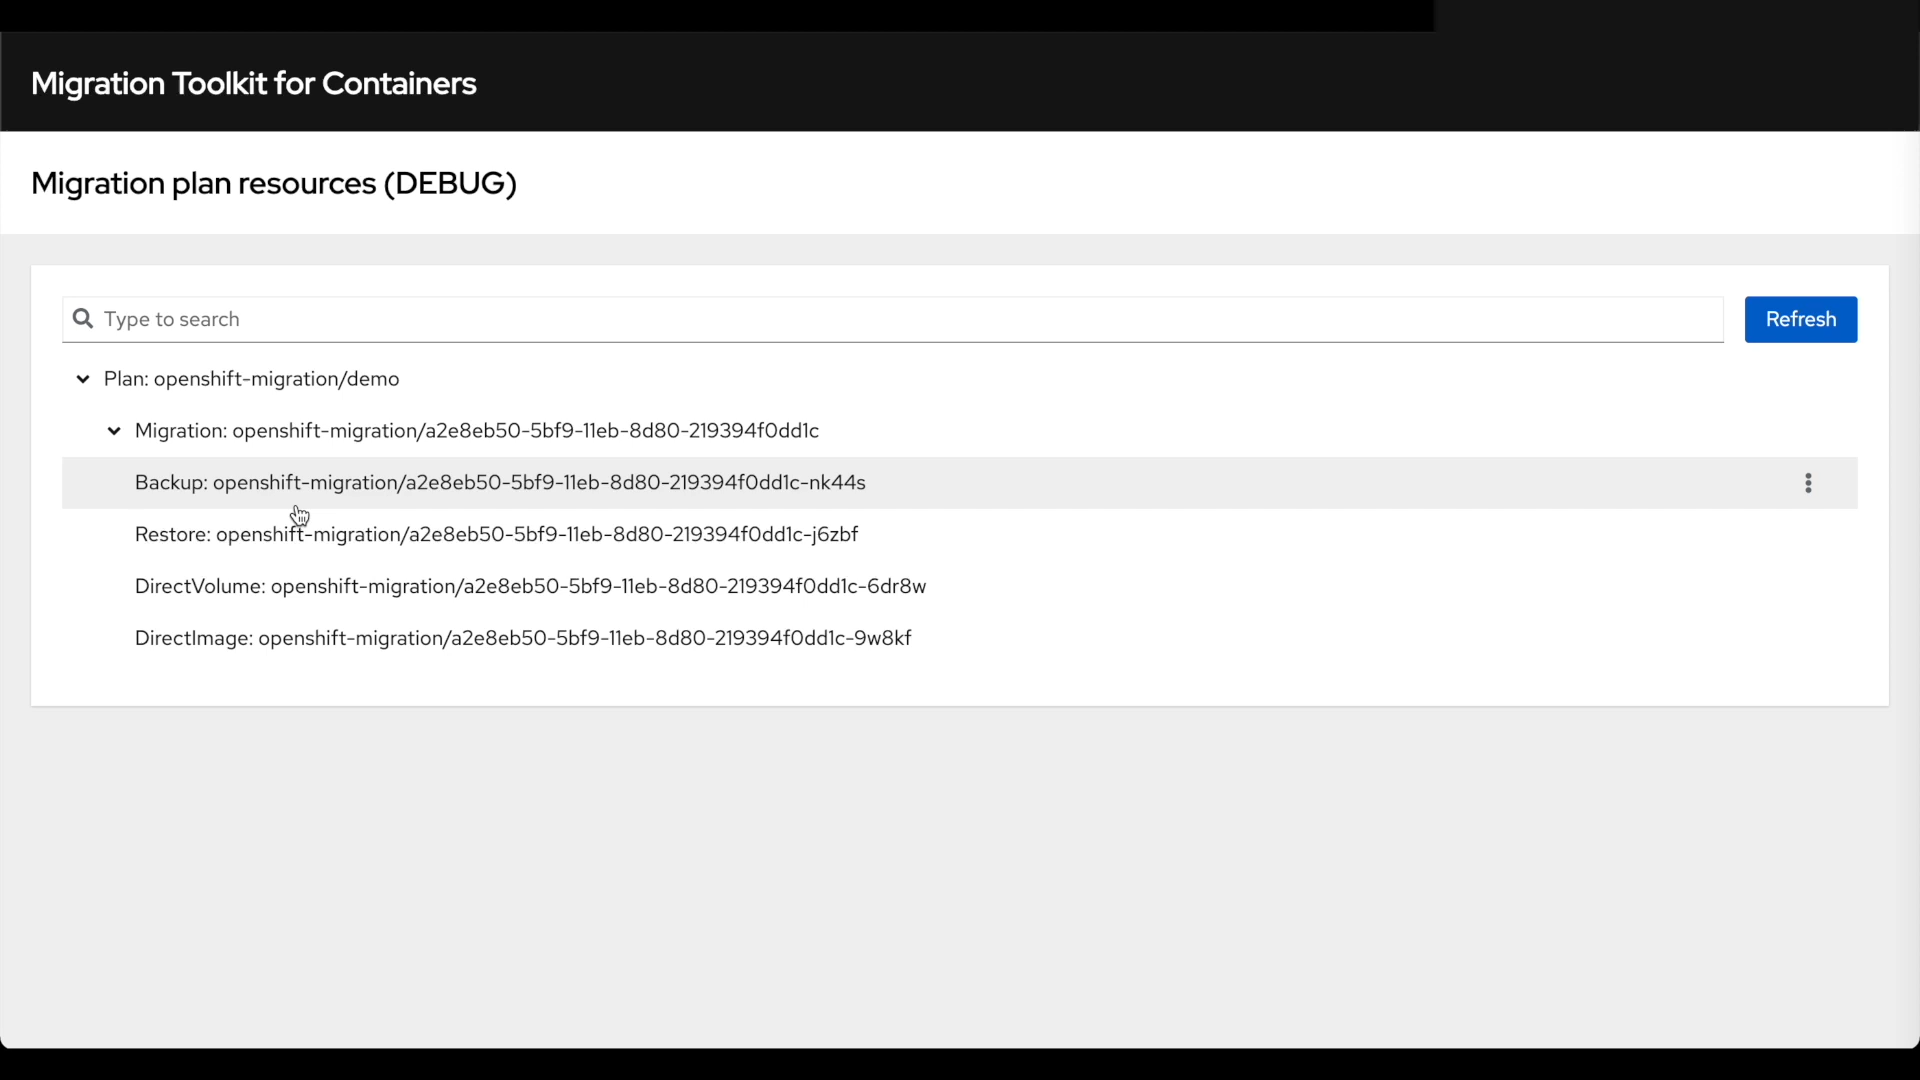 Migration Toolkit for Containers
Migration plan resources (DEBUG)
Type to search
Refresh
Plan: openshift-migration/demo
Migration: openshift-migration/a2e8eb50-5bf9-11eb-8d80-219394f0dd1c
Backup: openshift-migration/a2e8eb50-5bf9-11eb-8d80-219394f0dd1c-nk44s
Restore: openshift-migration/a2e8eb50-5bf9-11eb-8d80-219394f0dd1c-j6zbf
DirectVolume: openshift-migration/a2e8eb50-5bf9-11eb-8d80-219394f0dd1c-6dr8w
DirectImage: openshift-migration/a2e8eb50-5bf9-11eb-8d80-219394f0dd1c-9w8kf